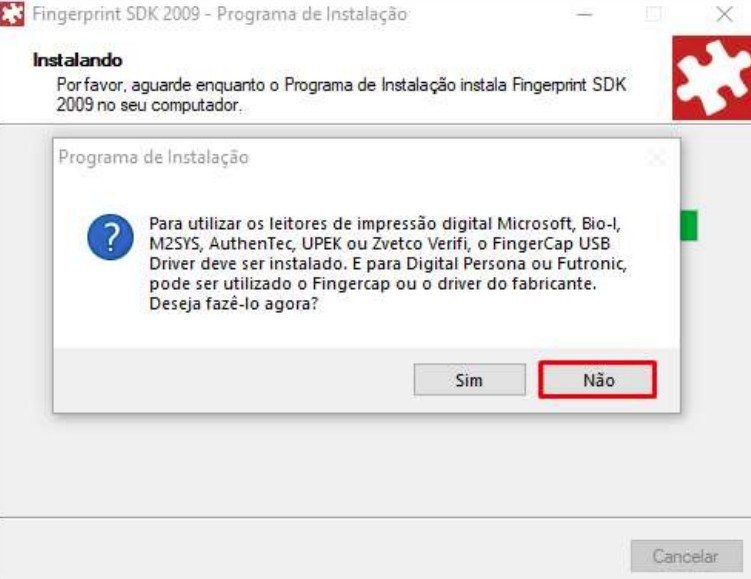 Fingerprint SDK 2009 - Programa de Instalação
Instalando
Por favor, aguarde enquanto o Programa de Instalação instala Fingerprint SDK
2009 no seu computador.
Programa de Instalação
Para utilizar os leitores de impressão digital Microsoft, Bio-I,
M2SYS, AuthenTec, UPEK ou Zvetco Verifi, o FingerCap USB
Driver deve ser instalado. E para Digital Persona ou Futronic,
pode ser utilizado o Fingercap ou o driver do fabricante.
Deseja fazê-lo agora?
Sim
Não
Cancelar